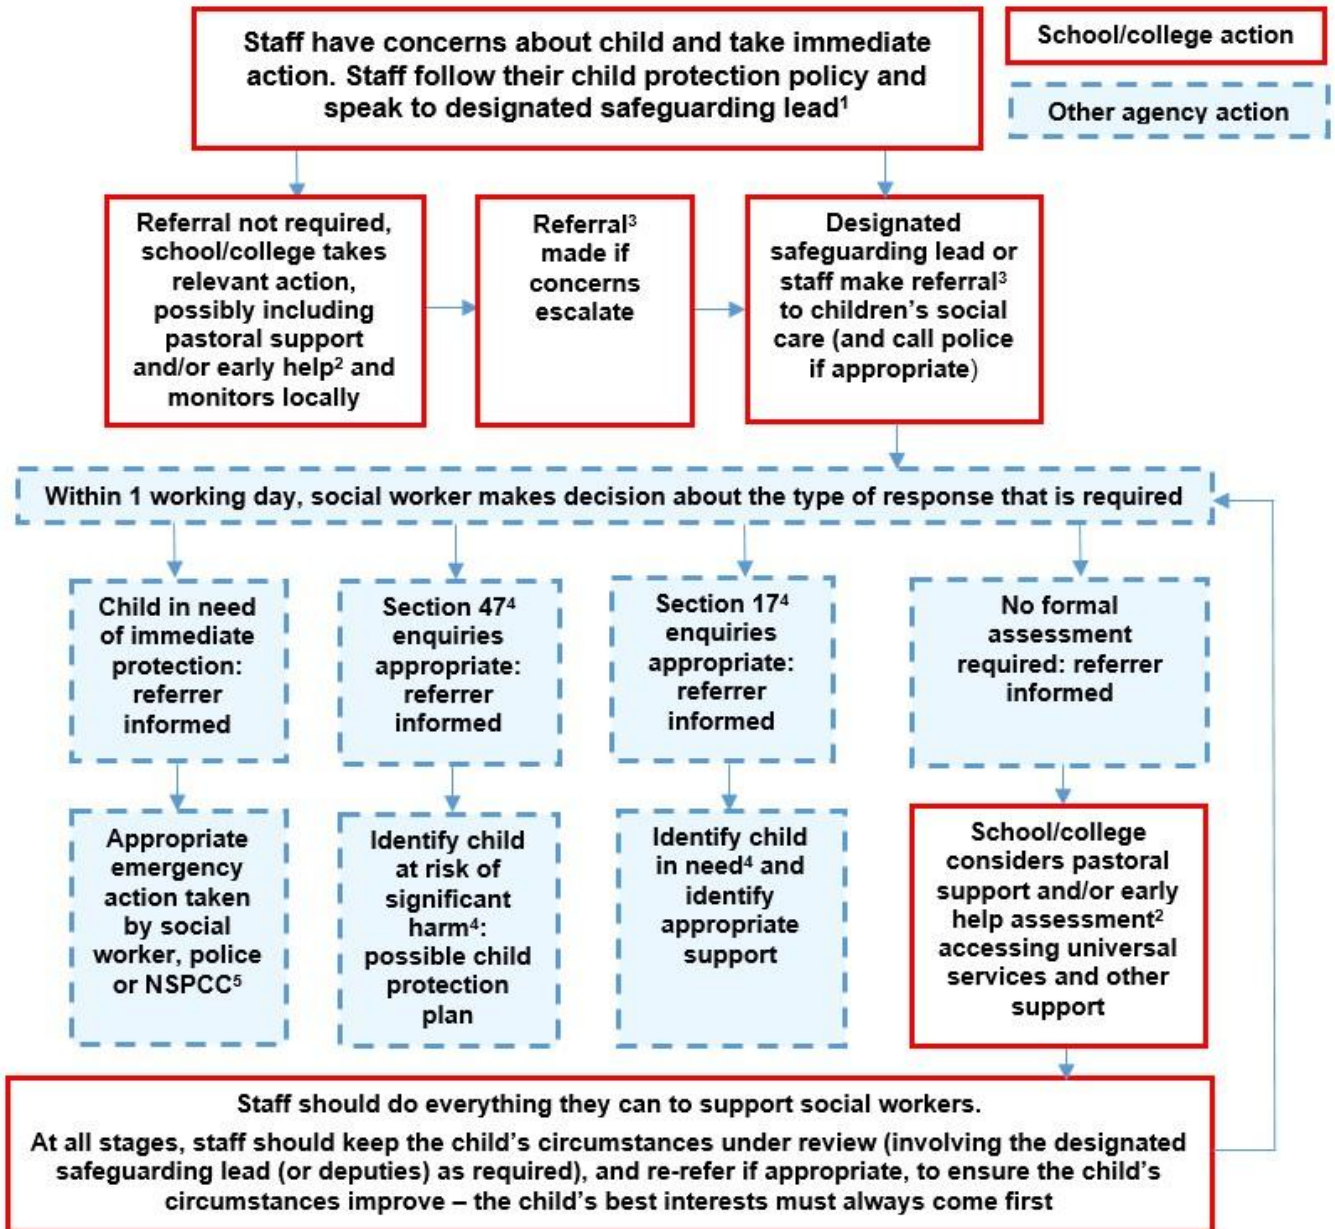 Staff have concerns about child and take immediate
action. Staff follow their child protection policy and
speak to designated safeguarding lead¹
School/college action
Other agency action
Referral not required,
school/college takes
relevant action,
possibly including
pastoral support
and/or early help² and
monitors locally
Referral³
made if
concerns
escalate
Designated
safeguarding lead or
staff make referral³
to children’s social
care (and call police
if appropriate)
Within 1 working day, social worker makes decision about the type of response that is required
Child in need
of immediate
protection:
referrer
informed
Section 47⁴
enquiries
appropriate:
referrer
informed
Section 17⁴
enquiries
appropriate:
referrer
informed
No formal
assessment
required: referrer
informed
Appropriate
emergency
action taken
by social
worker, police
or NSPCC⁵
Identify child
at risk of
significant
harm⁴:
possible child
protection
plan
Identify child
in need⁴ and
identify
appropriate
support
School/college
considers pastoral
support and/or early
help assessment²
accessing universal
services and other
support
Staff should do everything they can to support social workers.
At all stages, staff should keep the child’s circumstances under review (involving the designated
safeguarding lead (or deputies) as required), and re-refer if appropriate, to ensure the child’s
circumstances improve – the child’s best interests must always come first